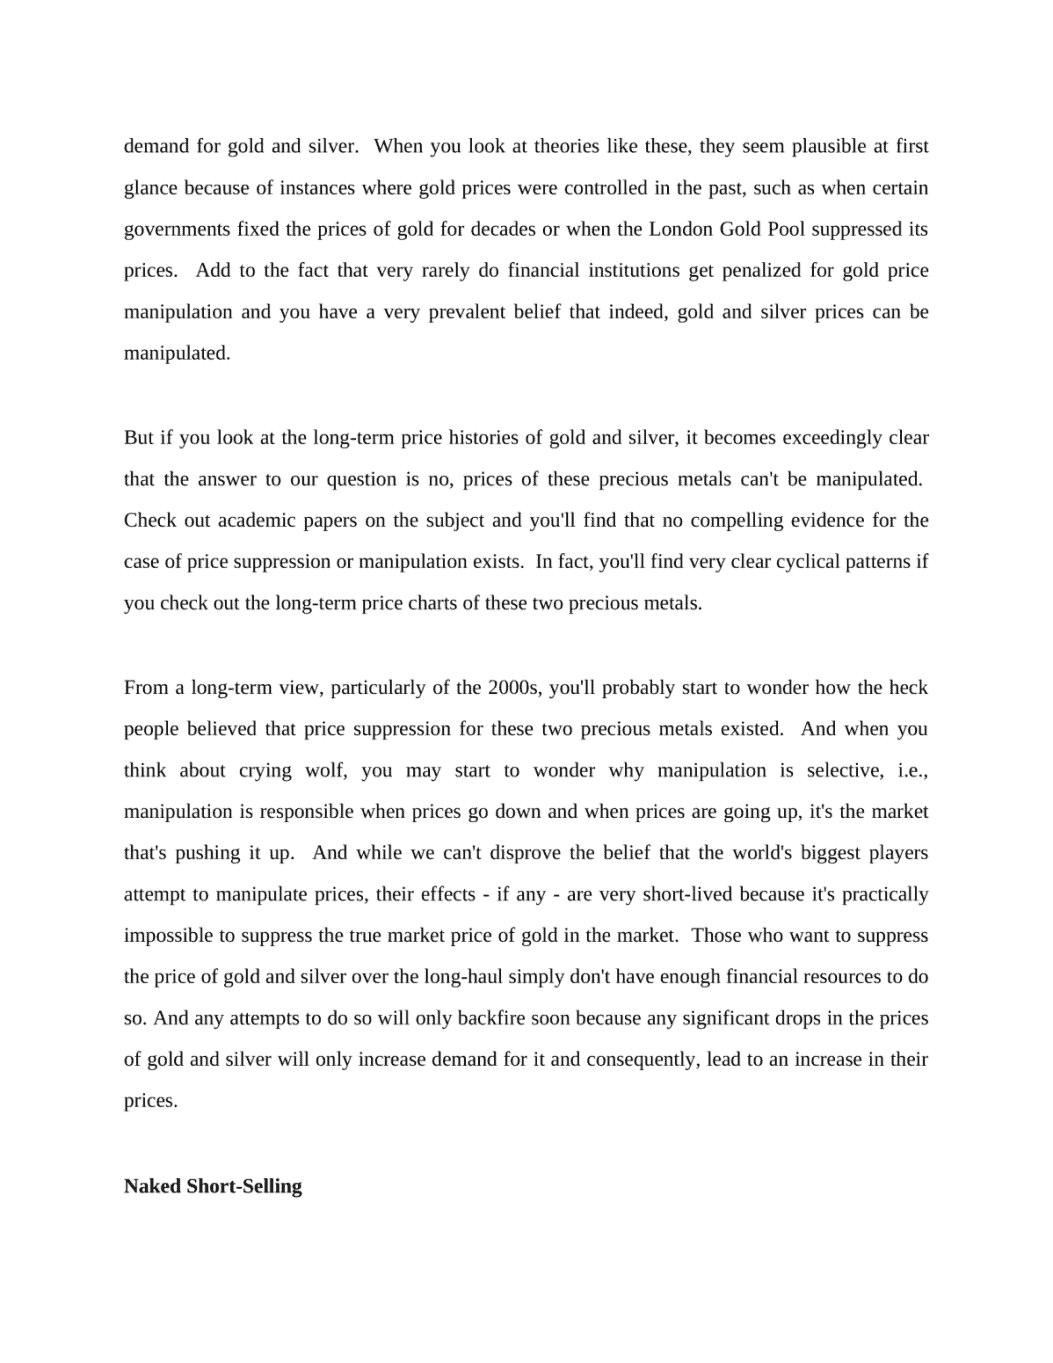 demand for gold and silver.  When you look at theories like these, they seem plausible at first
glance because of instances where gold prices were controlled in the past, such as when certain
governments fixed the prices of gold for decades or when the London Gold Pool suppressed its
prices.  Add to the fact that very rarely do financial institutions get penalized for gold price
manipulation and you have a very prevalent belief that indeed, gold and silver prices can be
manipulated.
But if you look at the long-term price histories of gold and silver, it becomes exceedingly clear
that the answer to our question is no, prices of these precious metals can't be manipulated.
Check out academic papers on the subject and you'll find that no compelling evidence for the
case of price suppression or manipulation exists.  In fact, you'll find very clear cyclical patterns if
you check out the long-term price charts of these two precious metals.
From a long-term view, particularly of the 2000s, you'll probably start to wonder how the heck
people believed that price suppression for these two precious metals existed.  And when you
think about crying wolf, you may start to wonder why manipulation is selective, i.e.,
manipulation is responsible when prices go down and when prices are going up, it's the market
that's pushing it up.  And while we can't disprove the belief that the world's biggest players
attempt to manipulate prices, their effects - if any - are very short-lived because it's practically
impossible to suppress the true market price of gold in the market.  Those who want to suppress
the price of gold and silver over the long-haul simply don't have enough financial resources to do
so. And any attempts to do so will only backfire soon because any significant drops in the prices
of gold and silver will only increase demand for it and consequently, lead to an increase in their
prices.
Naked Short-Selling